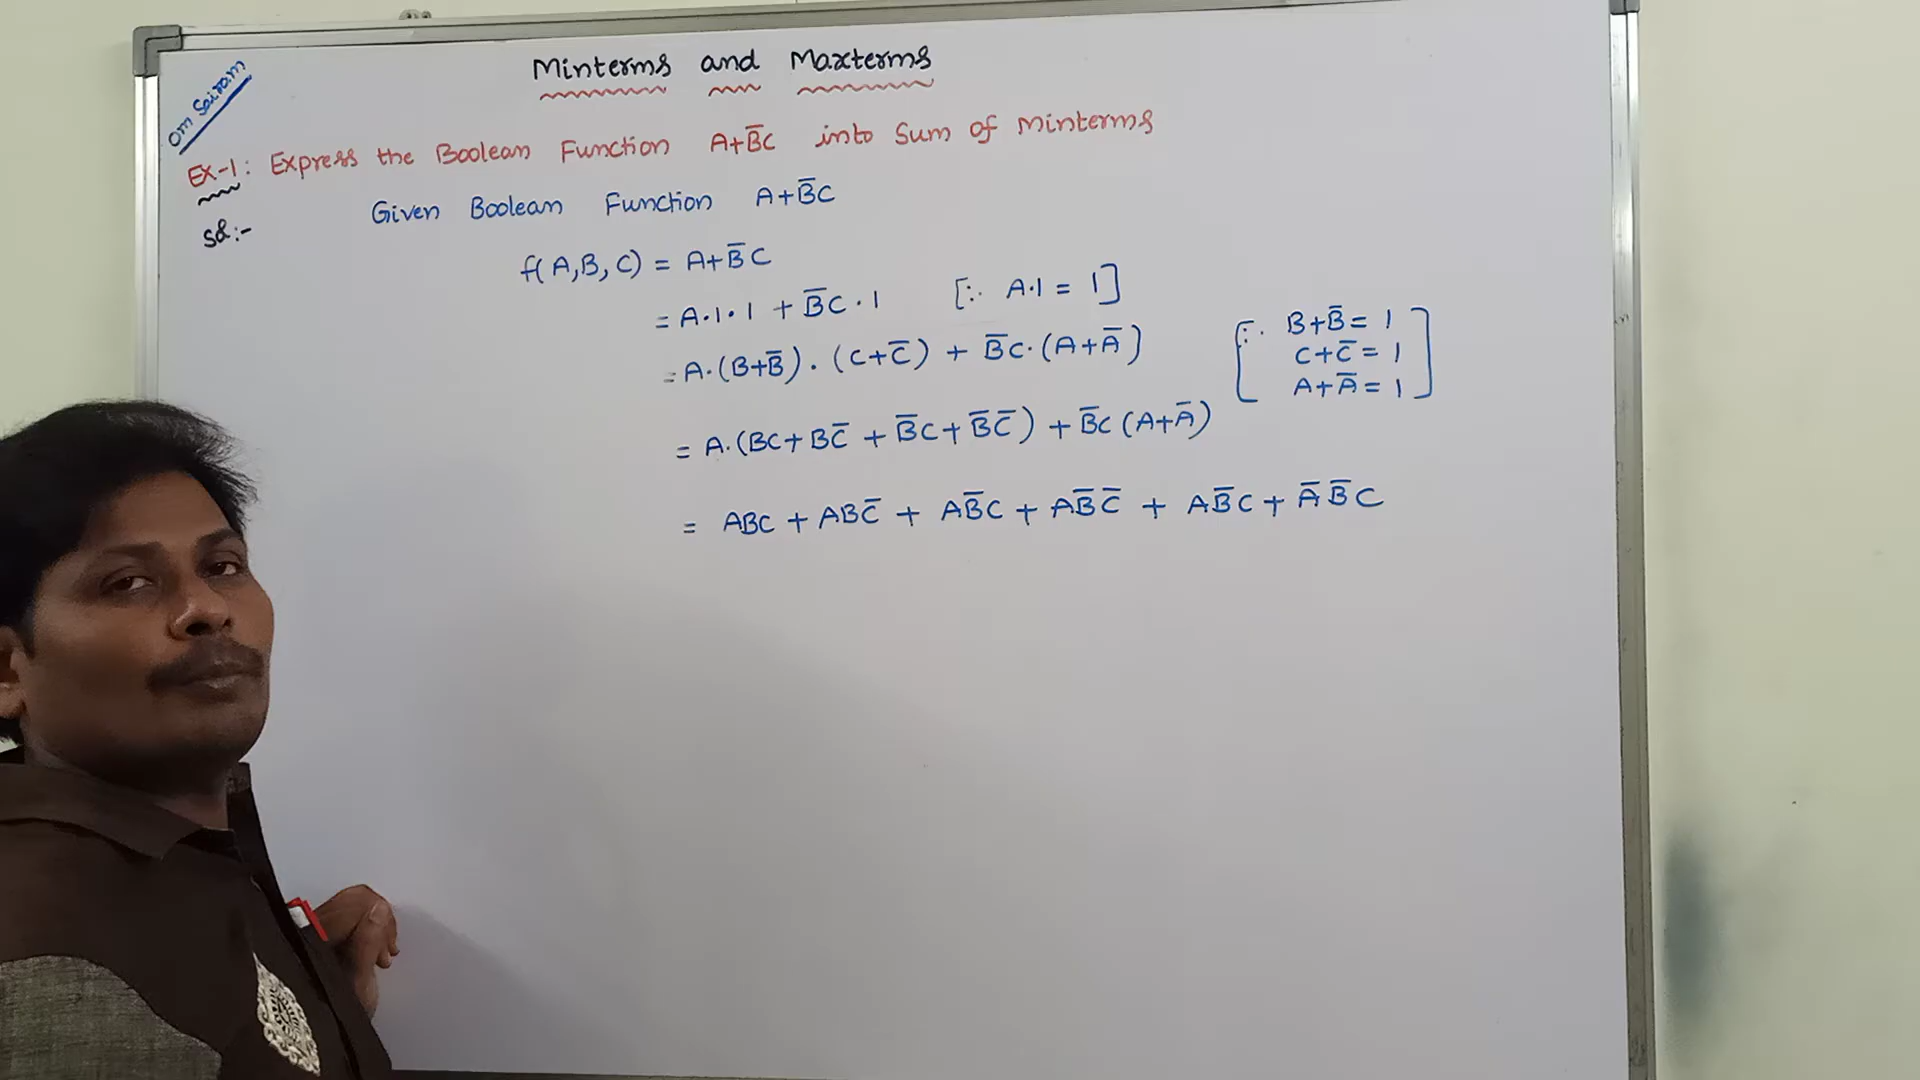 Minterms and Maxterms
Om Sairam
Ex-1: Express the Boolean Function A+B̅C into Sum of Minterms
Sol:- Given Boolean Function A+B̅C
f(A,B,C) = A+B̅C
= A·1·1 + B̅C·1 [∵ A·1 = 1]
= A·(B+B̅)·(C+C̅) + B̅C·(A+A̅) [∵ B+B̅ = 1
C+C̅ = 1
A+A̅ = 1]
= A·(BC+BC̅ + B̅C+B̅C̅) + B̅C(A+A̅)
= ABC + ABC̅ + AB̅C + AB̅C̅ + AB̅C + A̅B̅C